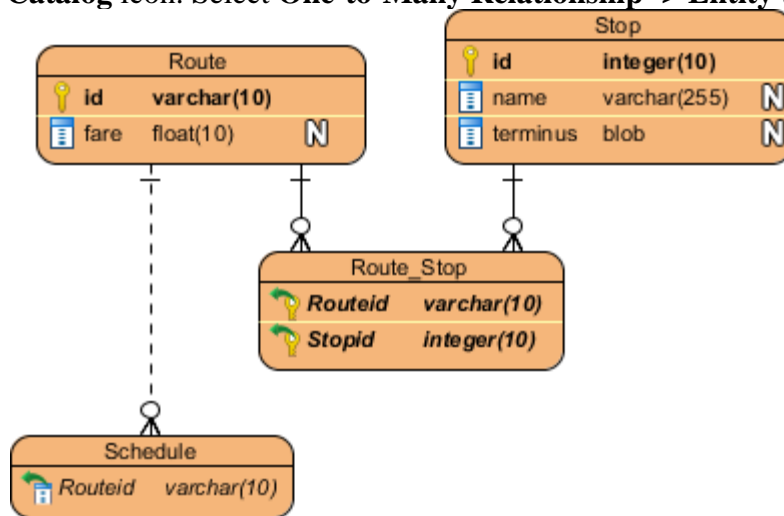 Catalog icon. Select One-to-Many Relationship -> Entity
Route
id varchar(10)
fare float(10) N
Stop
id integer(10)
name varchar(255) N
terminus blob N
Route_Stop
Routeid varchar(10)
Stopid integer(10)
Schedule
Routeid varchar(10)